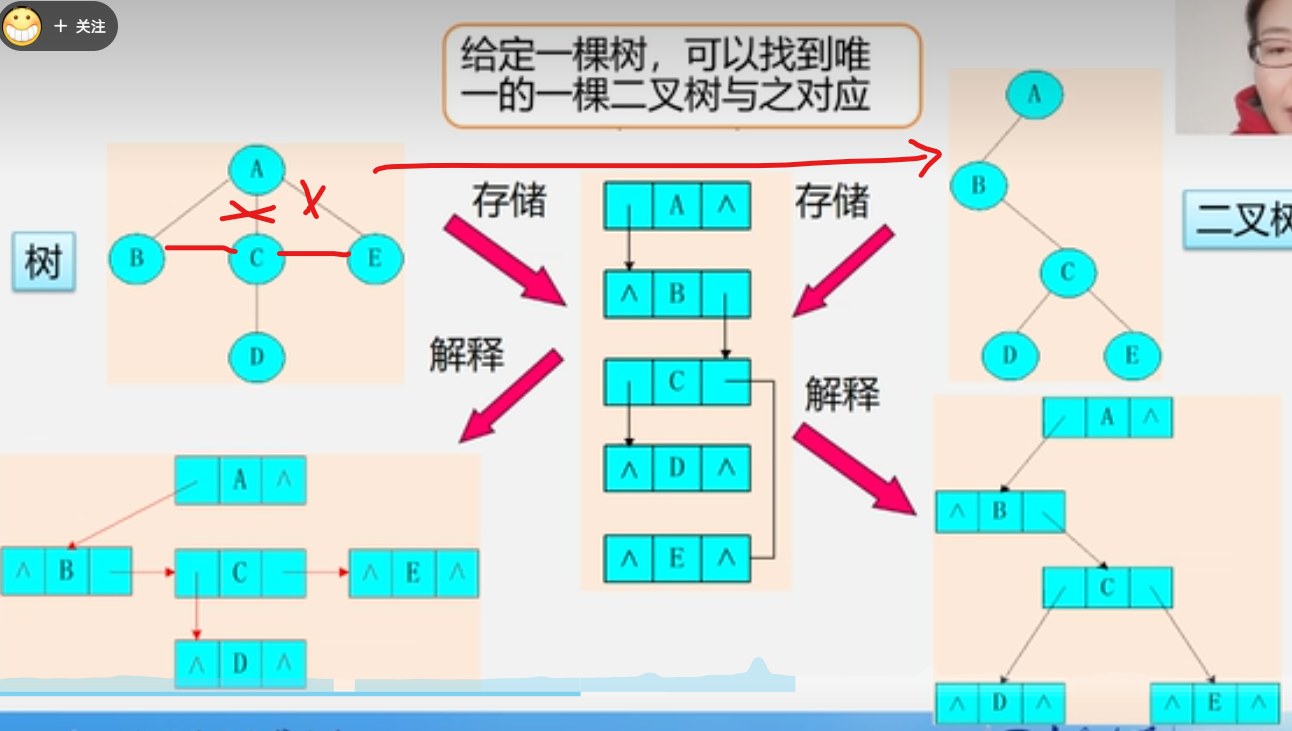 + 关注
给定一棵树，可以找到唯
一的一棵二叉树与之对应
树
A
B C E
D
存储
存储
解释
解释
A ∧
∧ B
C
∧ D ∧
∧ E ∧
A
B
C
D E
二叉树
A ∧
∧ B C ∧ E ∧
∧ D ∧
A ∧
∧ B
C
∧ D ∧ ∧ E ∧